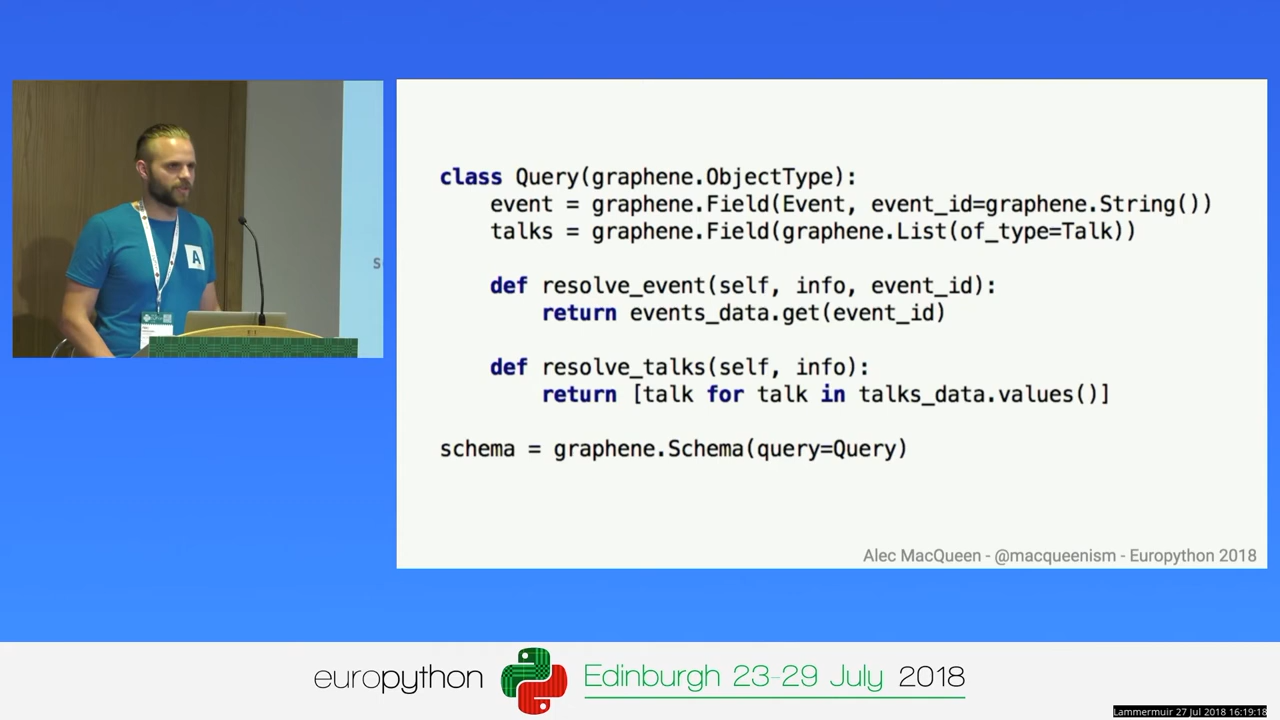 class Query(graphene.ObjectType):
event = graphene.Field(Event, event_id=graphene.String())
talks = graphene.Field(graphene.List(of_type=Talk))
def resolve_event(self, info, event_id):
return events_data.get(event_id)
def resolve_talks(self, info):
return [talk for talk in talks_data.values()]
schema = graphene.Schema(query=Query)
Alec MacQueen - @macqueenism - Europython 2018
A
s
europython Edinburgh 23-29 July 2018
Lammermuir 27 Jul 2018 16:19:18